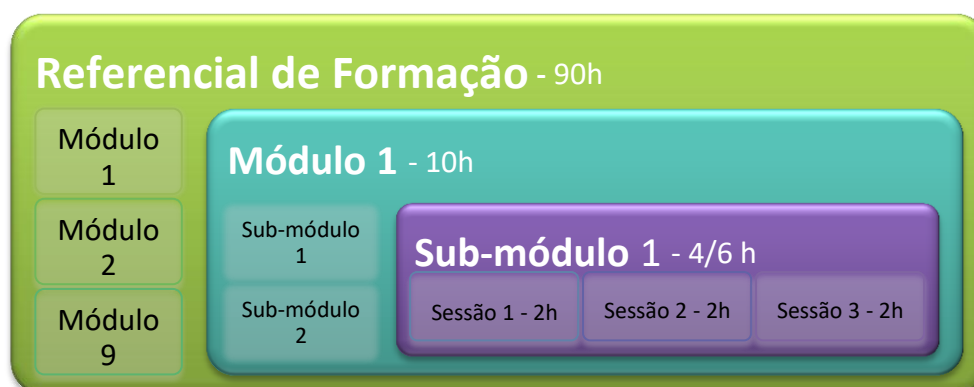 Referencial de Formação - 90h
Módulo
1
Módulo
2
Módulo
9
Módulo 1 - 10h
Sub-módulo
1
Sub-módulo
2
Sub-módulo 1 - 4/6 h
Sessão 1 - 2h
Sessão 2 - 2h
Sessão 3 - 2h